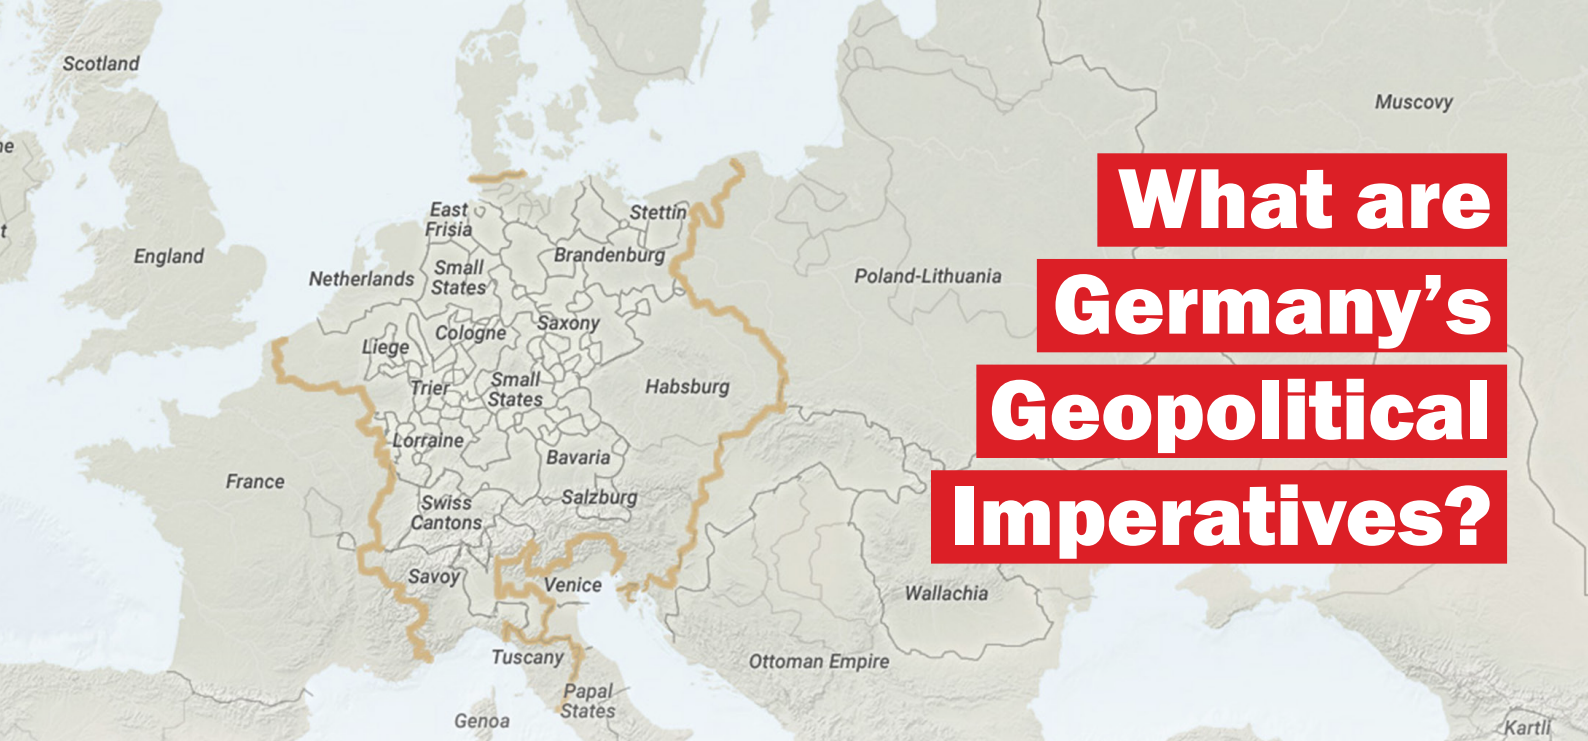 Scotland
Muscovy
ne
What are
East
Frisia
Stettin
t
England
Brandenburg
Netherlands
Small
States
Poland-Lithuania
Germany’s
Cologne
Saxony
Liege
Trier
Small
States
Habsburg
Geopolitical
Lorraine
Bavaria
France
Swiss
Cantons
Salzburg
Imperatives?
Savoy
Venice
Wallachia
Tuscany
Ottoman Empire
Papal
States
Genoa
Kartli